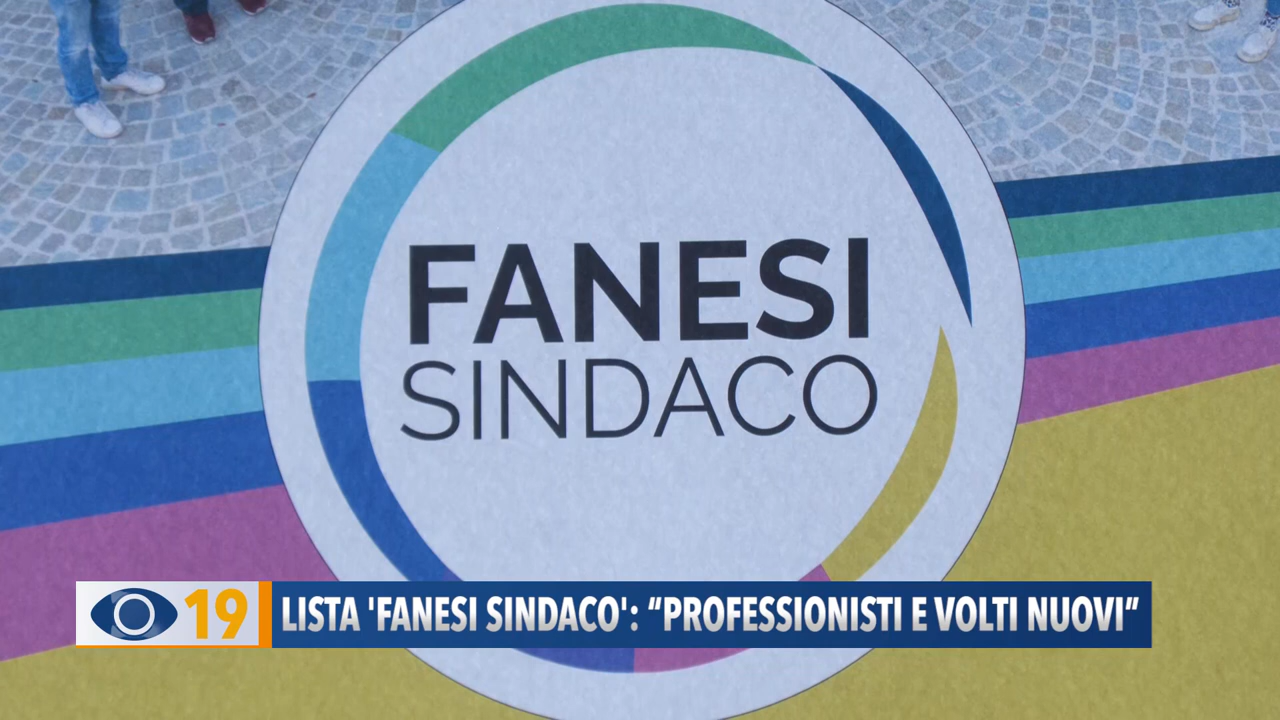 FANESI
SINDACO
19
LISTA 'FANESI SINDACO': “PROFESSIONISTI E VOLTI NUOVI”